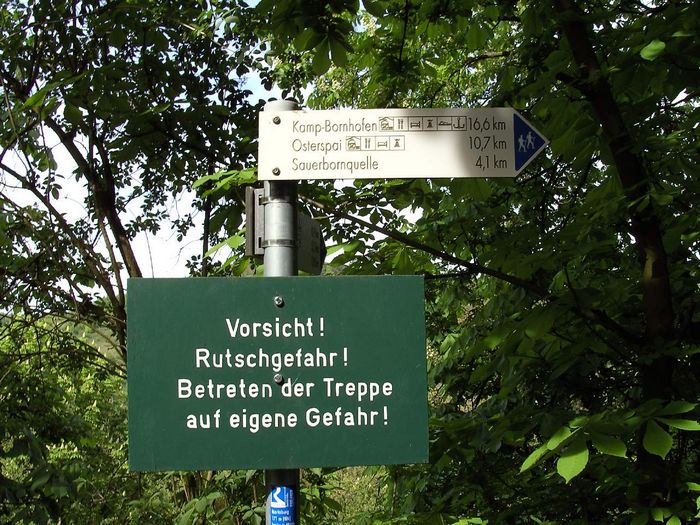 Kamp-Bornhofen 16,6 km
Osterspai 10,7 km
Sauerbornquelle 4,1 km
Vorsicht!
Rutschgefahr!
Betreten der Treppe
auf eigene Gefahr!
Marksburg